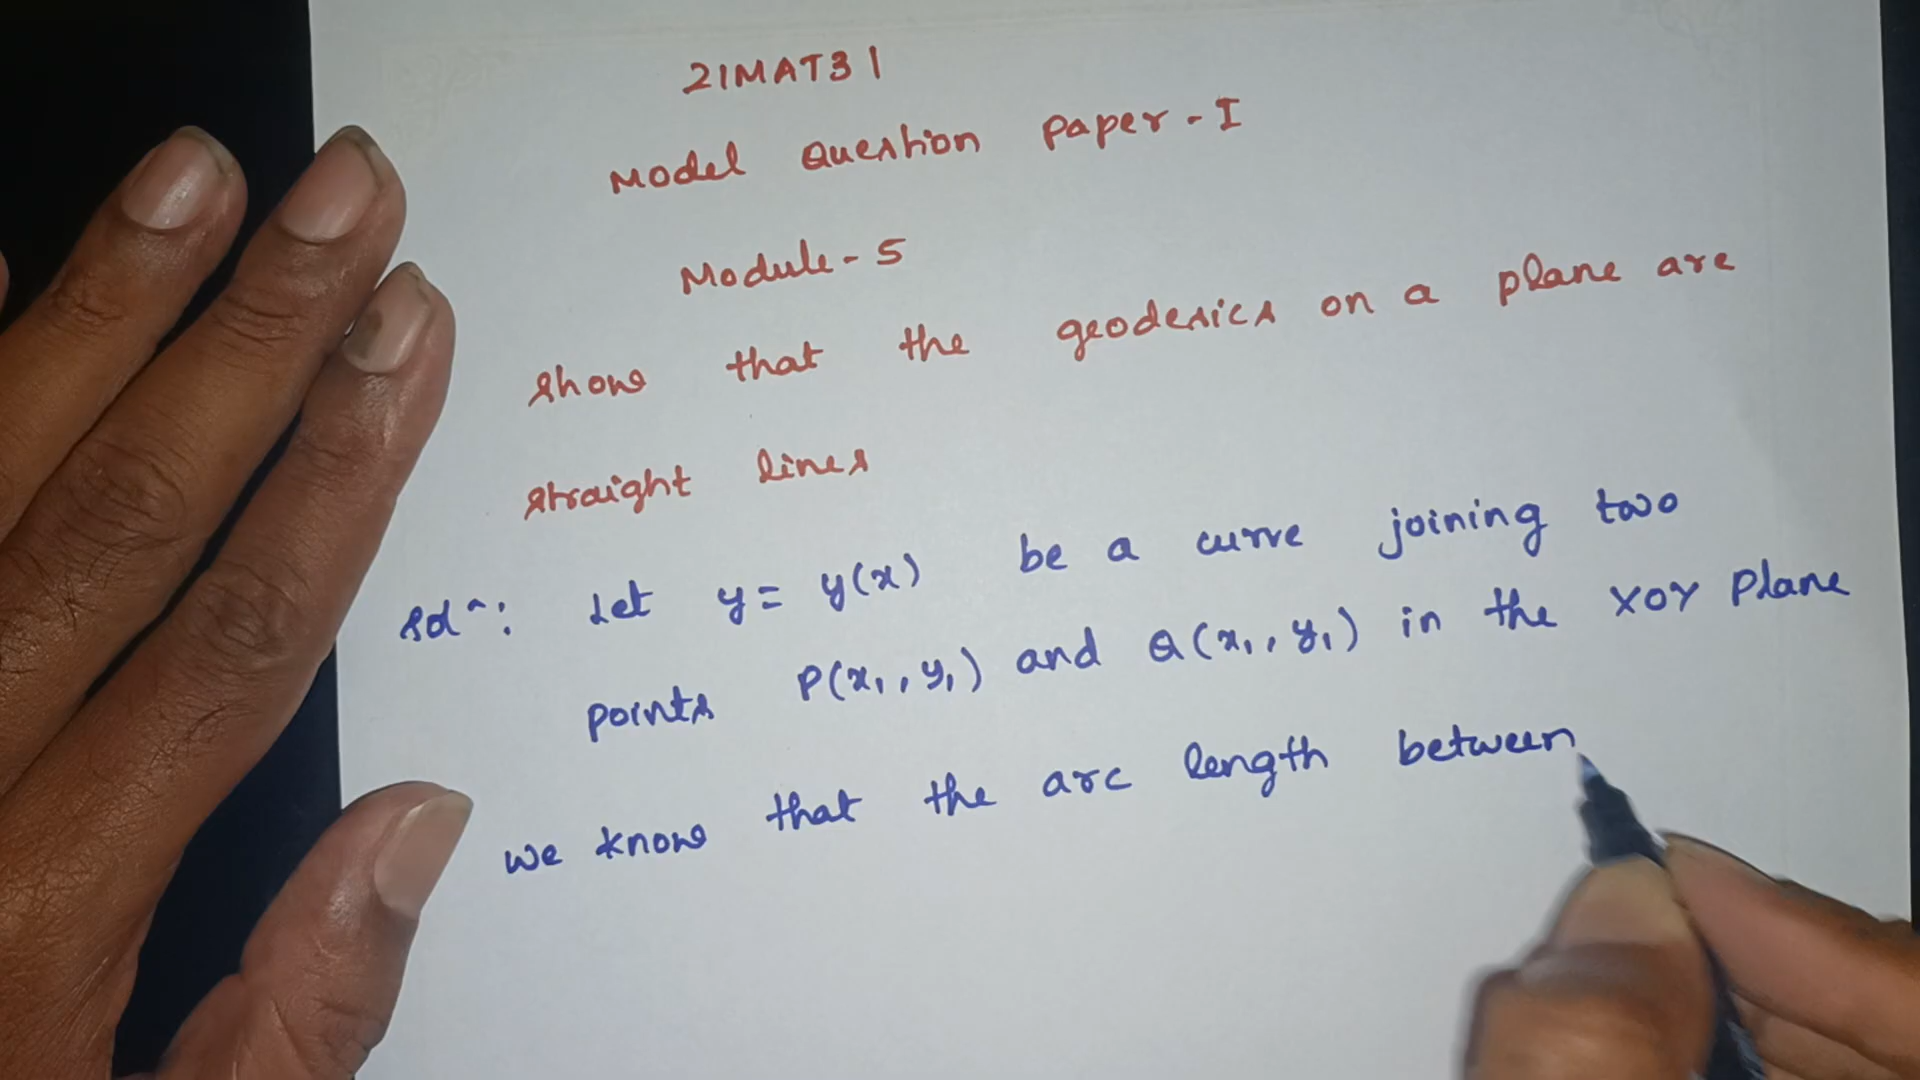 21MAT31
Model Question paper - I
Module - 5
show that the geodesics on a plane are
straight lines
Solⁿ: Let y = y(x) be a curve joining two
points P(x₁, y₁) and Q(x₁, y₁) in the XOY plane
we know that the arc length between